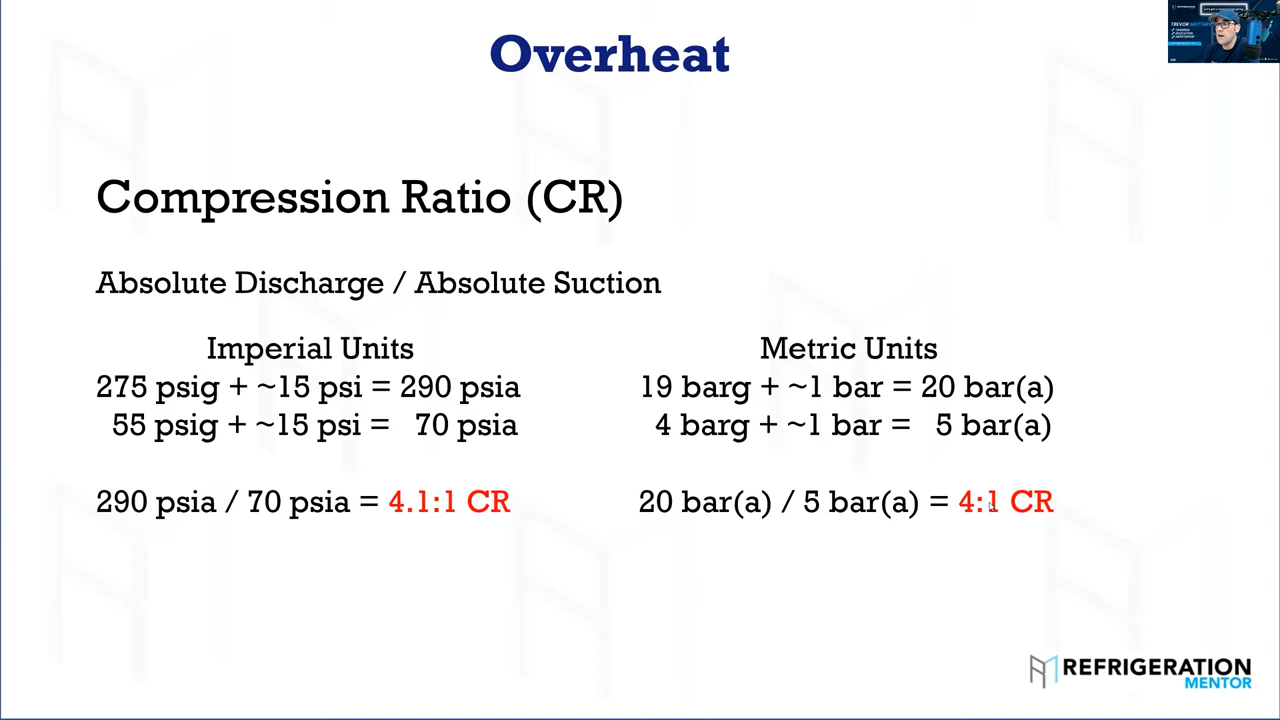 Overheat
Compression Ratio (CR)
Absolute Discharge / Absolute Suction
Imperial Units
275 psig + ~15 psi = 290 psia
55 psig + ~15 psi = 70 psia
290 psia / 70 psia = 4.1:1 CR
Metric Units
19 barg + ~1 bar = 20 bar(a)
4 barg + ~1 bar = 5 bar(a)
20 bar(a) / 5 bar(a) = 4:1 CR
REFRIGERATION
MENTOR